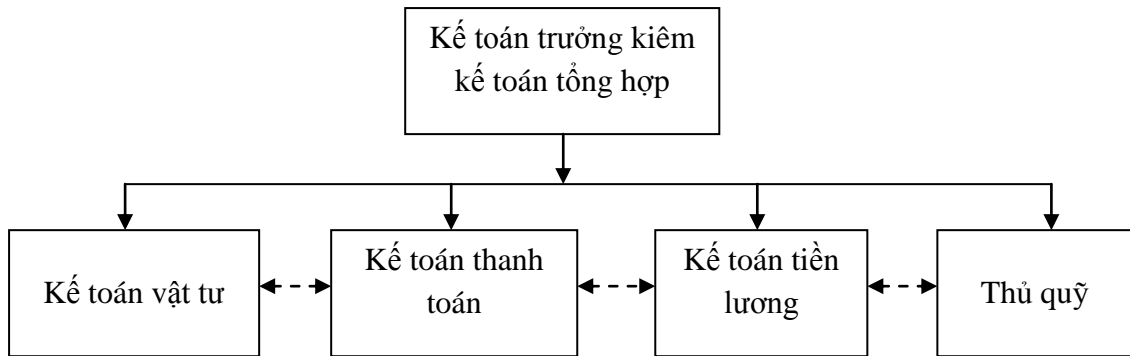 Kế toán trưởng kiêm
kế toán tổng hợp
Kế toán vật tư
Kế toán thanh
toán
Kế toán tiền
lương
Thủ quỹ